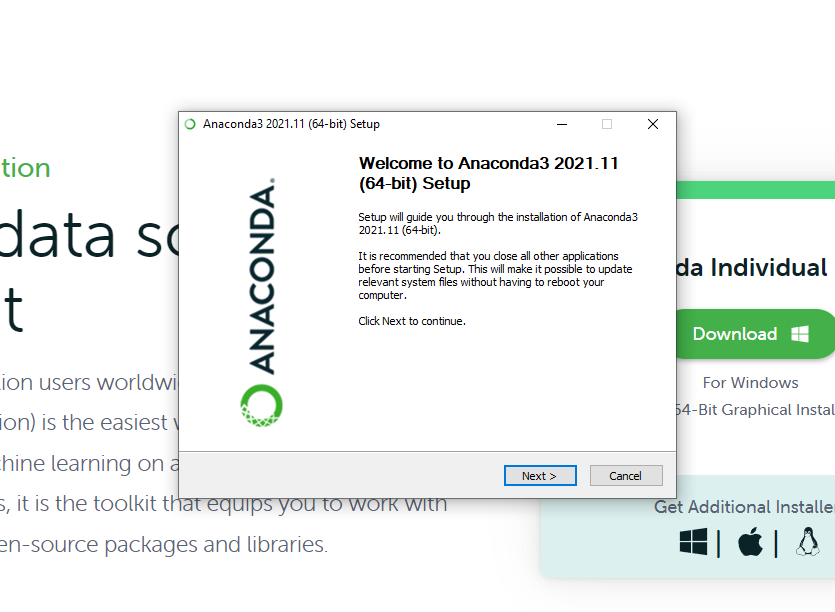 Anaconda3 2021.11 (64-bit) Setup
Welcome to Anaconda3 2021.11
(64-bit) Setup
Setup will guide you through the installation of Anaconda3
2021.11 (64-bit).
It is recommended that you close all other applications
before starting Setup. This will make it possible to update
relevant system files without having to reboot your
computer.
Click Next to continue.
ANACONDA.
Next >
Cancel
tion
data sc
t
ion users worldwi
ion) is the easiest
hine learning on a
s, it is the toolkit that equips you to work with
en-source packages and libraries.
da Individual
Download
For Windows
64-Bit Graphical Instal
Get Additional Installe